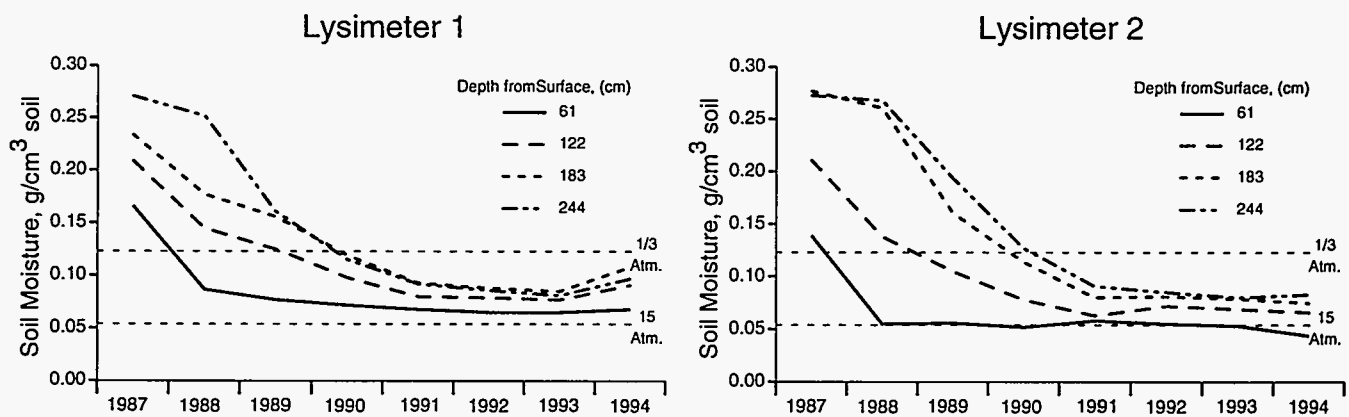 Lysimeter 1
Soil Moisture, g/cm³ soil
0.30
0.25
0.20
0.15
0.10
0.05
0.00
Depth fromSurface, (cm)
61
122
183
244
1/3
Atm.
15
Atm.
1987 1988 1989 1990 1991 1992 1993 1994
Lysimeter 2
Soil Moisture, g/cm³ soil
0.30
0.25
0.20
0.15
0.10
0.05
0.00
Depth fromSurface, (cm)
61
122
183
244
1/3
Atm.
15
Atm.
1987 1988 1989 1990 1991 1992 1993 1994